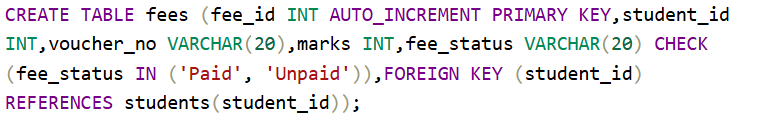 CREATE TABLE fees (fee_id INT AUTO_INCREMENT PRIMARY KEY,student_id
INT,voucher_no VARCHAR(20),marks INT,fee_status VARCHAR(20) CHECK
(fee_status IN ('Paid', 'Unpaid')),FOREIGN KEY (student_id)
REFERENCES students(student_id));